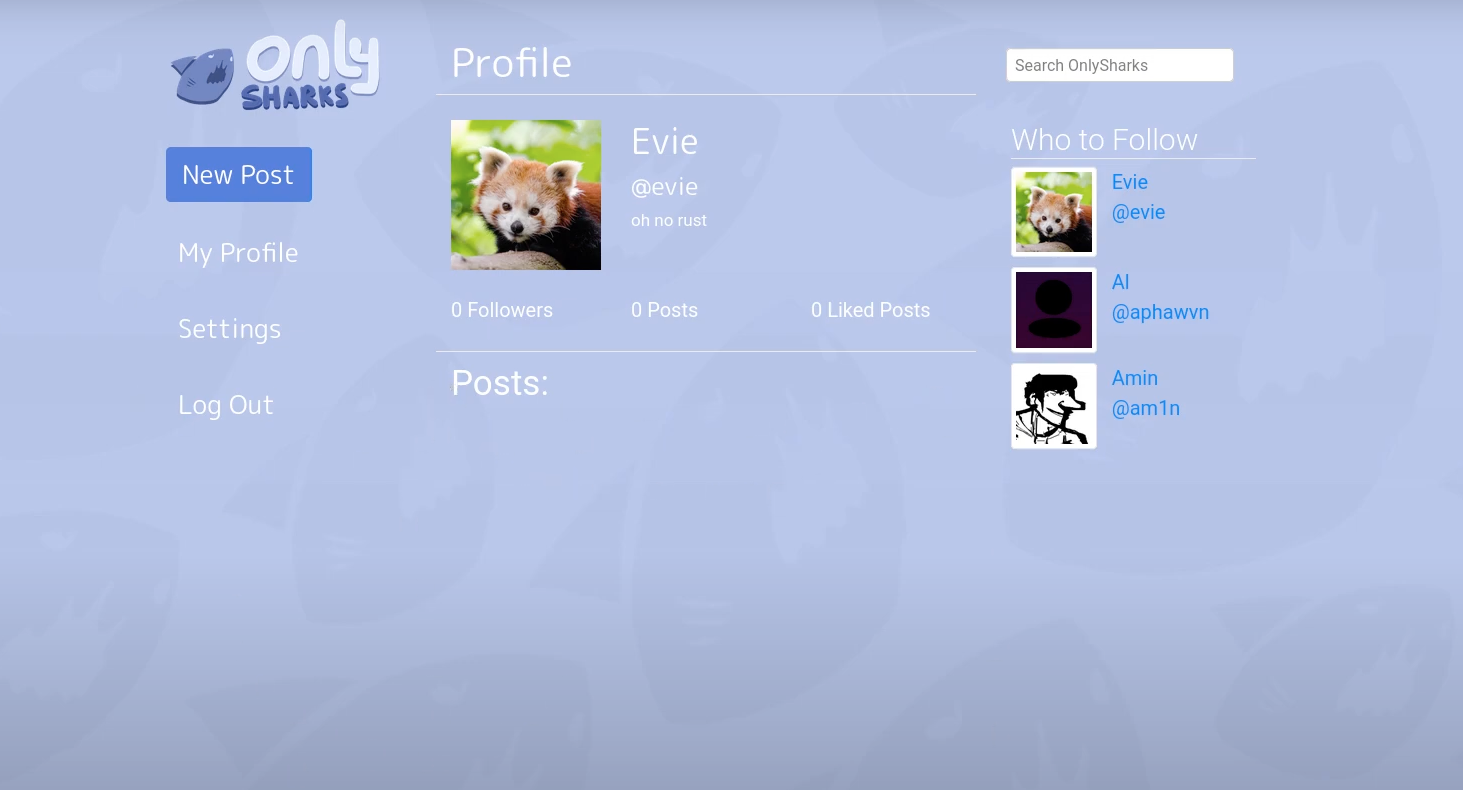 only
SHARKS
New Post
My Profile
Settings
Log Out
Profile
Evie
@evie
oh no rust
0 Followers
0 Posts
0 Liked Posts
Posts:
Search OnlySharks
Who to Follow
Evie
@evie
Al
@aphawvn
Amin
@am1n